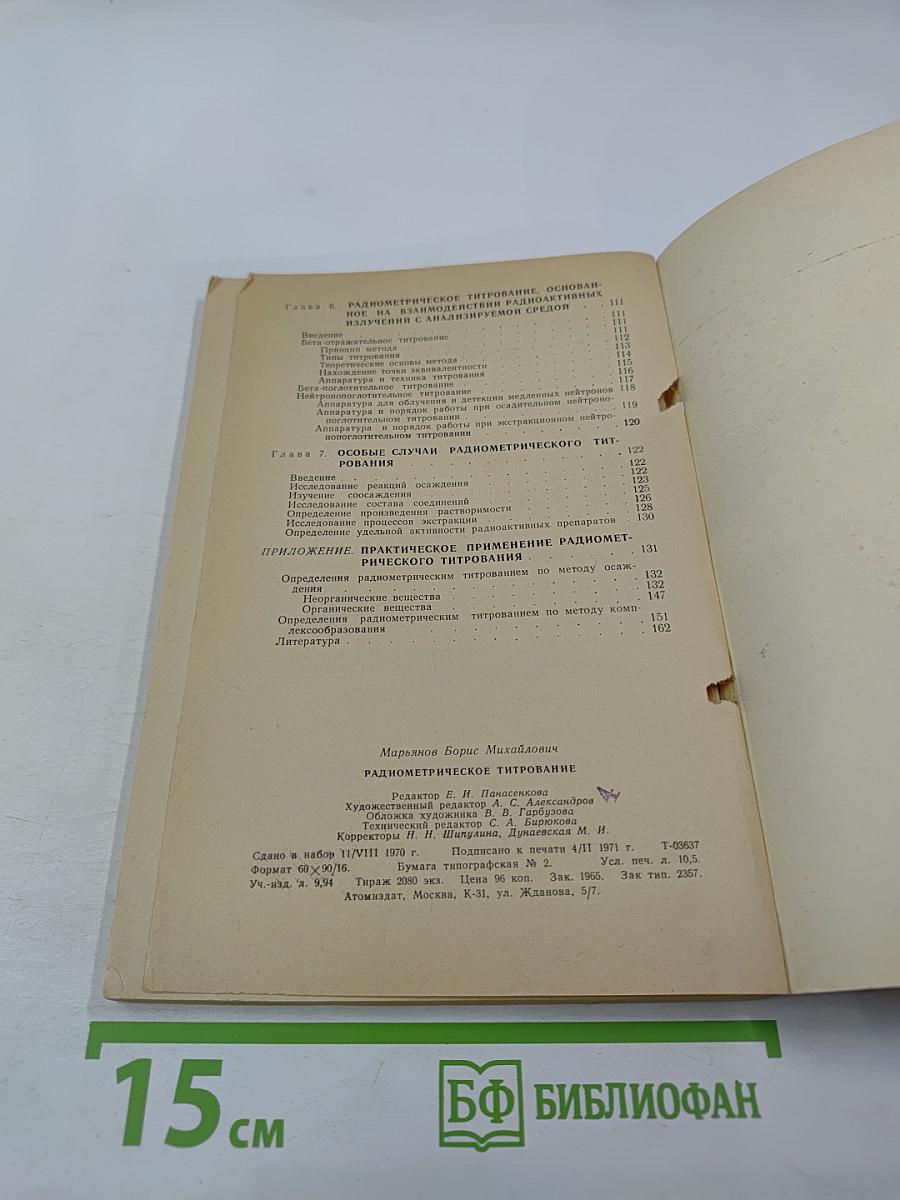 Глава 6. РАДИОМЕТРИЧЕСКОЕ ТИТРОВАНИЕ, ОСНОВАН-
НОЕ НА ВЗАИМОДЕЙСТВИИ РАДИОАКТИВНЫХ
ИЗЛУЧЕНИЙ С АНАЛИЗИРУЕМОЙ СРЕДОЙ . . 111
Введение . . . . . . . . . . . . . 111
Бета-отражательное титрование . . . . . . . . 111
Принцип метода . . . . . . . . . . . 111
Типы титрования . . . . . . . . . . . 112
Теоретические основы метода . . . . . . . . 113
Нахождение точки эквивалентности . . . . . . 114
Аппаратура и техника титрования . . . . . . . 115
Бета-поглотительное титрование . . . . . . . . 116
Нейтронопоглотительное титрование . . . . . . . 117
Аппаратура для облучения и детекции медленных нейтронов 118
Аппаратура и порядок работы при осадительном нейтроно-
поглотительном титровании . . . . . . . . 119
Аппаратура и порядок работы при экстракционном нейтро-
нопоглотительном титровании . . . . . . . 120
Глава 7. ОСОБЫЕ СЛУЧАИ РАДИОМЕТРИЧЕСКОГО ТИТ-
РОВАНИЯ . . . . . . . . . . . 122
Введение . . . . . . . . . . . . . 122
Исследование реакций осаждения . . . . . . . 122
Изучение соосаждения . . . . . . . . . . 123
Исследование состава соединений . . . . . . . 125
Определение произведения растворимости . . . . . 126
Исследование процессов экстракции . . . . . . . 128
Определение удельной активности радиоактивных препаратов . 130
ПРИЛОЖЕНИЕ. ПРАКТИЧЕСКОЕ ПРИМЕНЕНИЕ РАДИОМЕТ-
РИЧЕСКОГО ТИТРОВАНИЯ . . . . . . 131
Определения радиометрическим титрованием по методу осаж-
дения . . . . . . . . . . . . . . 132
Неорганические вещества . . . . . . . . . 132
Органические вещества . . . . . . . . . . 147
Определения радиометрическим титрованием по методу комп-
лексообразования . . . . . . . . . . . 151
Литература . . . . . . . . . . . . . 162
Марьянов Борис Михайлович
РАДИОМЕТРИЧЕСКОЕ ТИТРОВАНИЕ
Редактор Е. И. Панасенкова
Художественный редактор А. С. Александров
Обложка художника В. В. Гарбузова
Технический редактор С. А. Бирюкова
Корректоры Н. Н. Шипулина, Дунаевская М. И.
Сдано в набор 11/VIII 1970 г. Подписано к печати 4/II 1971 г. Т-03637
Формат 60×90/16. Бумага типографская № 2. Усл. печ. л. 10,5.
Уч.-изд. л. 9,94 Тираж 2080 экз. Цена 96 коп. Зак. 1965. Зак тип. 2357.
Атомиздат, Москва, К-31, ул. Жданова, 5/7.
15 см
БФ БИБЛИОФАН